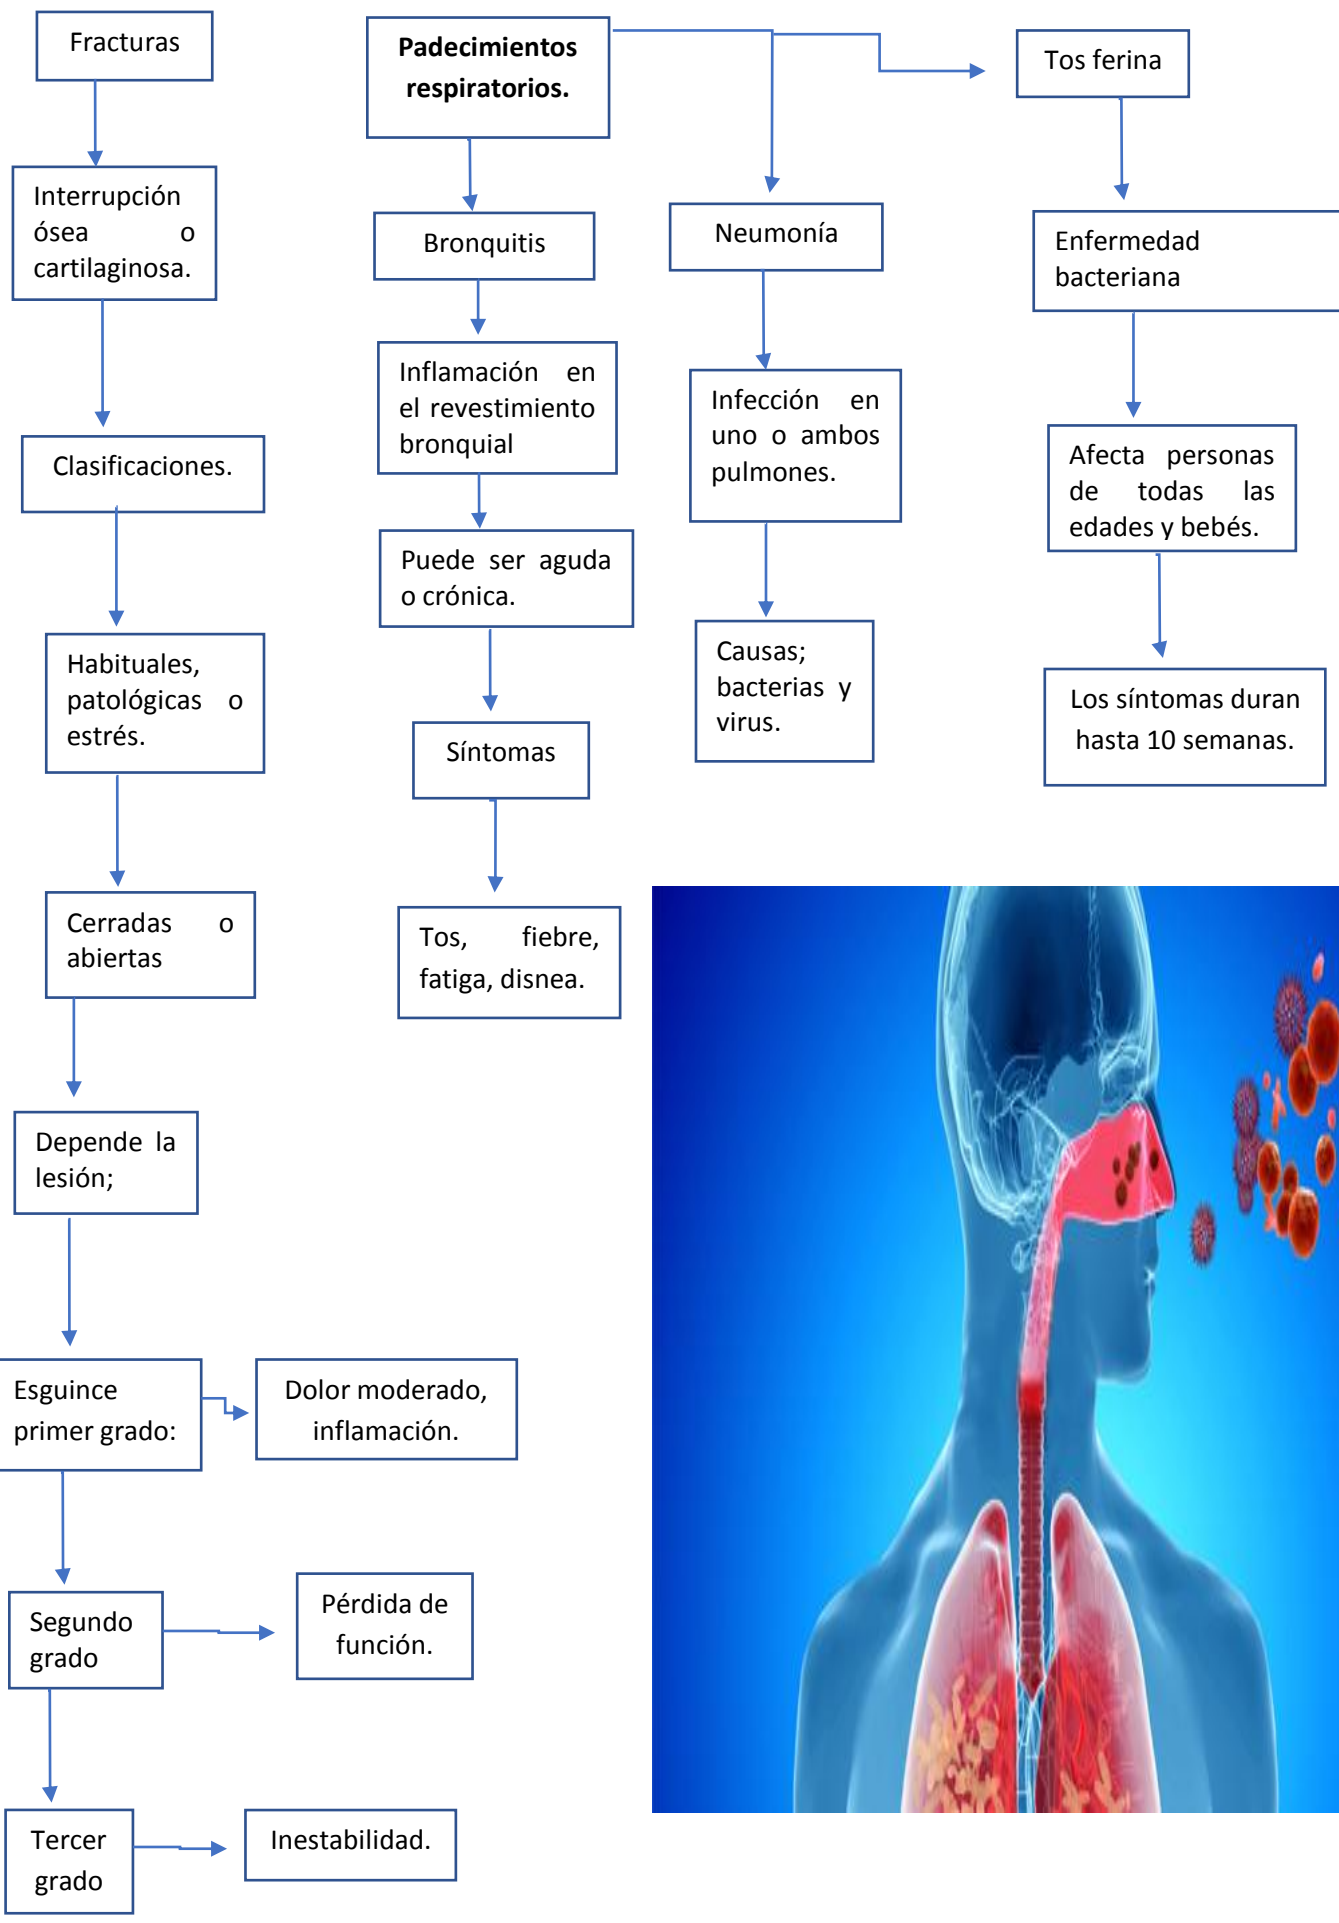 Fracturas
Interrupción
ósea o
cartilaginosa.
Clasificaciones.
Habituales,
patológicas o
estrés.
Cerradas o
abiertas
Depende la
lesión;
Esguince
primer grado:
Dolor moderado,
inflamación.
Segundo
grado
Pérdida de
función.
Tercer
grado
Inestabilidad.
Padecimientos
respiratorios.
Bronquitis
Inflamación en
el revestimiento
bronquial
Puede ser aguda
o crónica.
Síntomas
Tos, fiebre,
fatiga, disnea.
Neumonía
Infección en
uno o ambos
pulmones.
Causas;
bacterias y
virus.
Tos ferina
Enfermedad
bacteriana
Afecta personas
de todas las
edades y bebés.
Los síntomas duran
hasta 10 semanas.